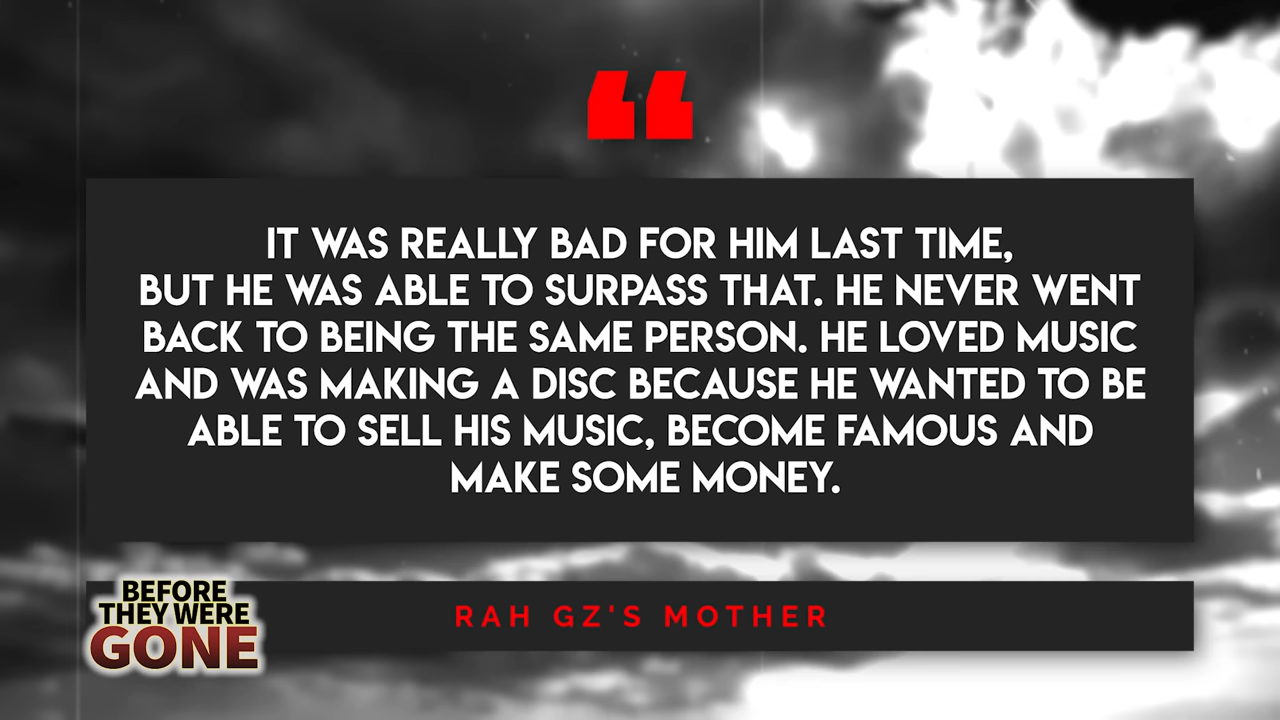 “
IT WAS REALLY BAD FOR HIM LAST TIME,
BUT HE WAS ABLE TO SURPASS THAT. HE NEVER WENT
BACK TO BEING THE SAME PERSON. HE LOVED MUSIC
AND WAS MAKING A DISC BECAUSE HE WANTED TO BE
ABLE TO SELL HIS MUSIC, BECOME FAMOUS AND
MAKE SOME MONEY.
RAH GZ'S MOTHER
BEFORE
THEY WERE
GONE